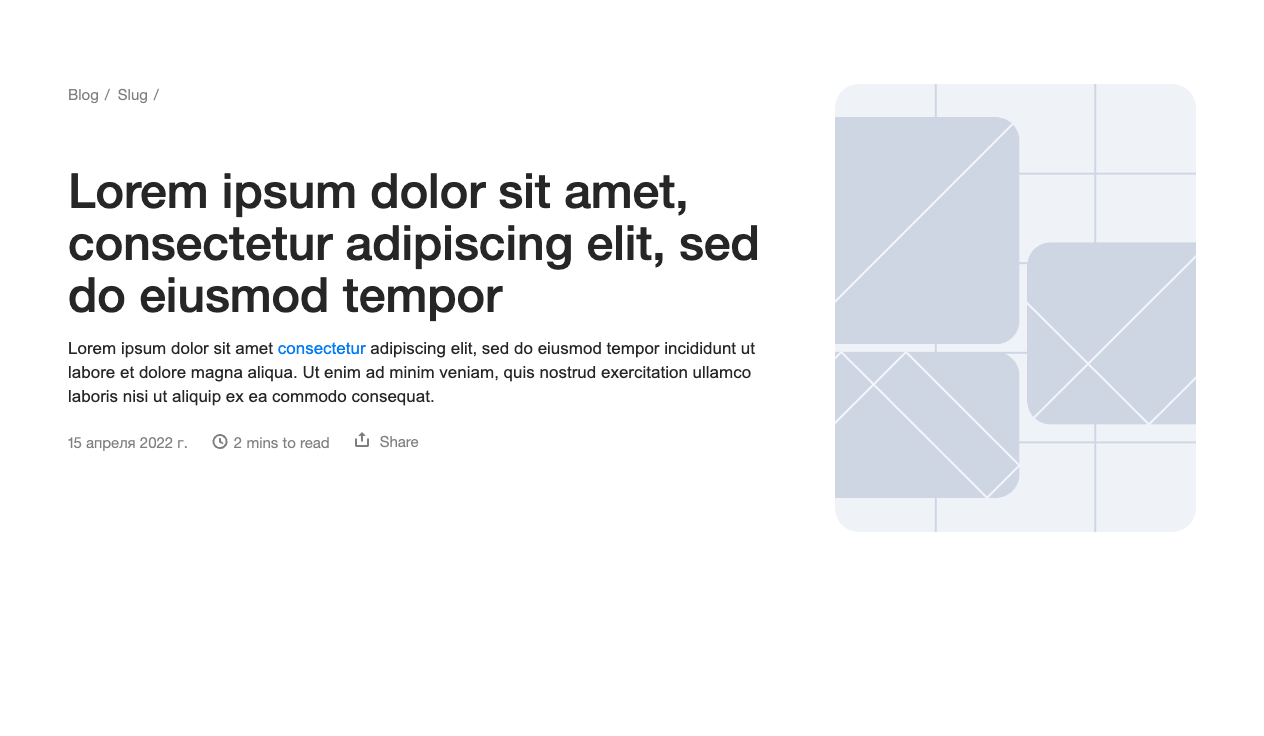 Blog / Slug /
Lorem ipsum dolor sit amet,
consectetur adipiscing elit, sed
do eiusmod tempor
Lorem ipsum dolor sit amet consectetur adipiscing elit, sed do eiusmod tempor incididunt ut
labore et dolore magna aliqua. Ut enim ad minim veniam, quis nostrud exercitation ullamco
laboris nisi ut aliquip ex ea commodo consequat.
15 апреля 2022 г. 2 mins to read Share